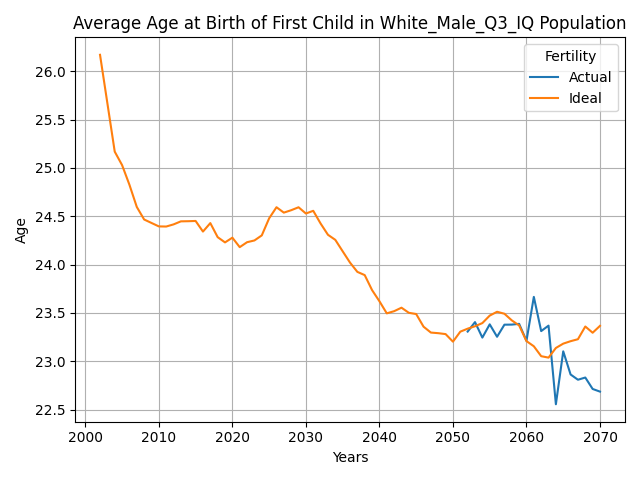 Average Age at Birth of First Child in White_Male_Q3_IQ Population
Fertility
Actual
Ideal
Age
26.0
25.5
25.0
24.5
24.0
23.5
23.0
22.5
2000 2010 2020 2030 2040 2050 2060 2070
Years